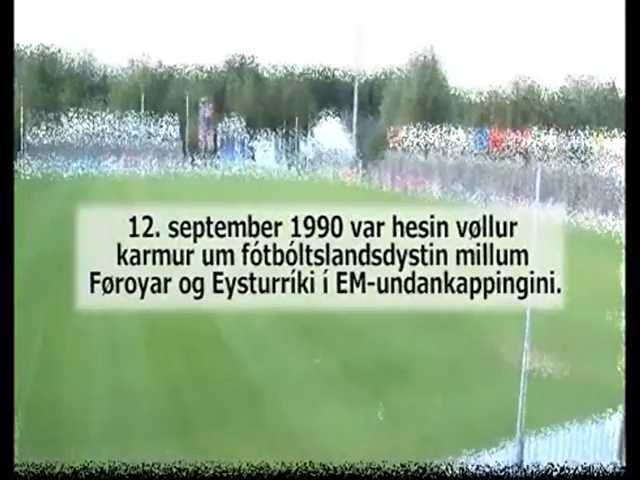 12. september 1990 var hesin vøllur
karmur um fótbóltslandsdystin millum
Føroyar og Eysturríki í EM-undankappingini.